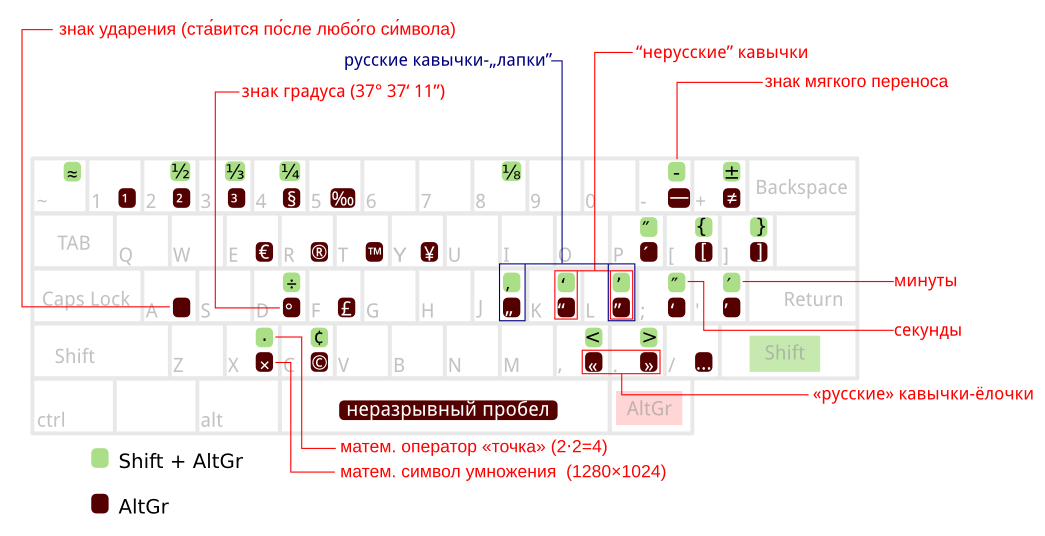 знак ударения (ста́вится по́сле любо́го си́мвола)
русские кавычки-„лапки”
“нерусские” кавычки
знак мягкого переноса
знак градуса (37° 37‘ 11”)
≈ ½ ⅓ ¼ ⅛ - ±
~ 1 ¹ 2 ² 3 ³ 4 § 5 ‰ 6 7 8 9 0 - — + ≠ Backspace
″ { }
TAB Q W E € R ® T ™ Y ¥ U I O P ´ [ [ ] ]
÷ ‚ ‘ ’ ″ ′
Caps Lock A S D ° F £ G H J „ K “ L ” ; ‘ ' ’ Return
минуты
секунды
· ¢ < >
Shift Z X × C © V B N M , « . » / … Shift
«русские» кавычки-ёлочки
ctrl alt неразрывный пробел AltGr
матем. оператор «точка» (2·2=4)
Shift + AltGr
матем. символ умножения (1280×1024)
AltGr